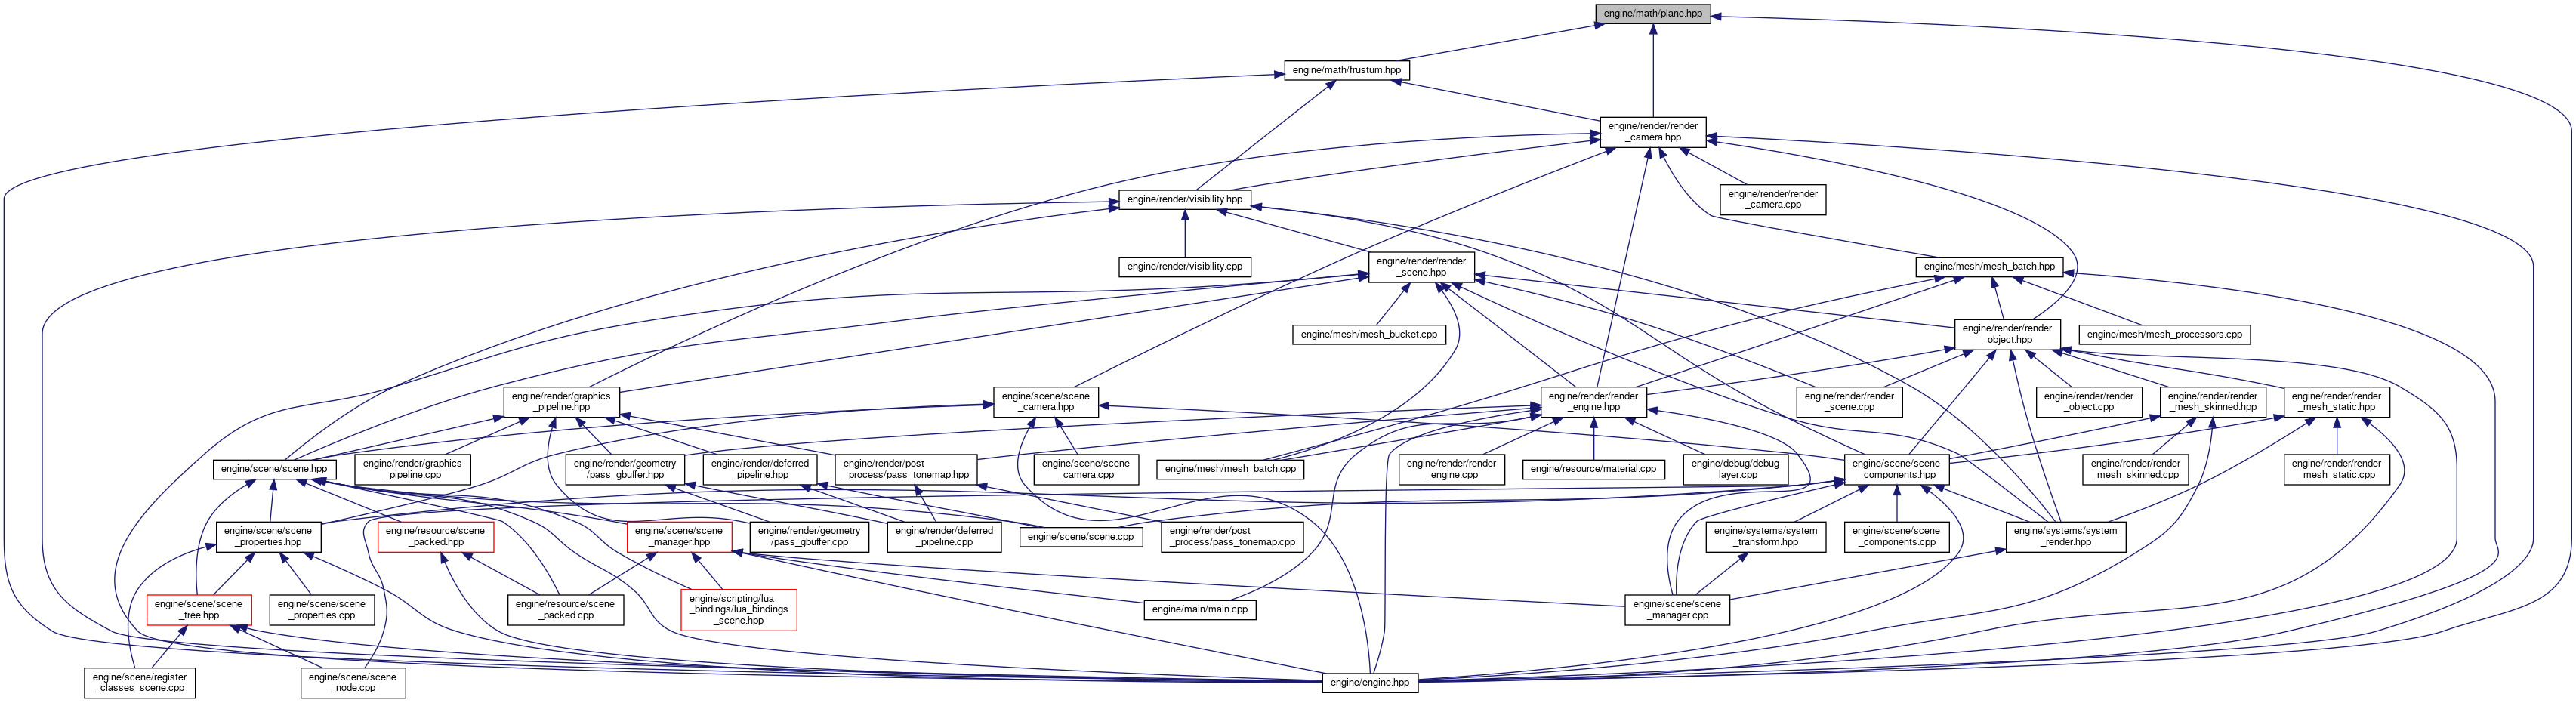 engine/math/plane.hpp
engine/math/frustum.hpp
engine/render/render
_camera.hpp
engine/render/visibility.hpp
engine/render/render
_camera.cpp
engine/render/visibility.cpp
engine/render/render
_scene.hpp
engine/mesh/mesh_batch.hpp
engine/mesh/mesh_bucket.cpp
engine/render/render
_object.hpp
engine/mesh/mesh_processors.cpp
engine/render/graphics
_pipeline.hpp
engine/scene/scene
_camera.hpp
engine/render/render
_engine.hpp
engine/render/render
_scene.cpp
engine/render/render
_object.cpp
engine/render/render
_mesh_skinned.hpp
engine/render/render
_mesh_static.hpp
engine/scene/scene.hpp
engine/render/graphics
_pipeline.cpp
engine/render/geometry
/pass_gbuffer.hpp
engine/render/deferred
_pipeline.hpp
engine/render/post
_process/pass_tonemap.hpp
engine/scene/scene
_camera.cpp
engine/mesh/mesh_batch.cpp
engine/render/render
_engine.cpp
engine/resource/material.cpp
engine/debug/debug
_layer.cpp
engine/scene/scene
_components.hpp
engine/render/render
_mesh_skinned.cpp
engine/render/render
_mesh_static.cpp
engine/scene/scene
_properties.hpp
engine/resource/scene
_packed.hpp
engine/scene/scene
_manager.hpp
engine/render/geometry
/pass_gbuffer.cpp
engine/render/deferred
_pipeline.cpp
engine/scene/scene.cpp
engine/render/post
_process/pass_tonemap.cpp
engine/systems/system
_transform.hpp
engine/scene/scene
_components.cpp
engine/systems/system
_render.hpp
engine/scene/scene
_tree.hpp
engine/scene/scene
_properties.cpp
engine/resource/scene
_packed.cpp
engine/scripting/lua
_bindings/lua_bindings
_scene.hpp
engine/main/main.cpp
engine/scene/scene
_manager.cpp
engine/scene/register
_classes_scene.cpp
engine/scene/scene
_node.cpp
engine/engine.hpp